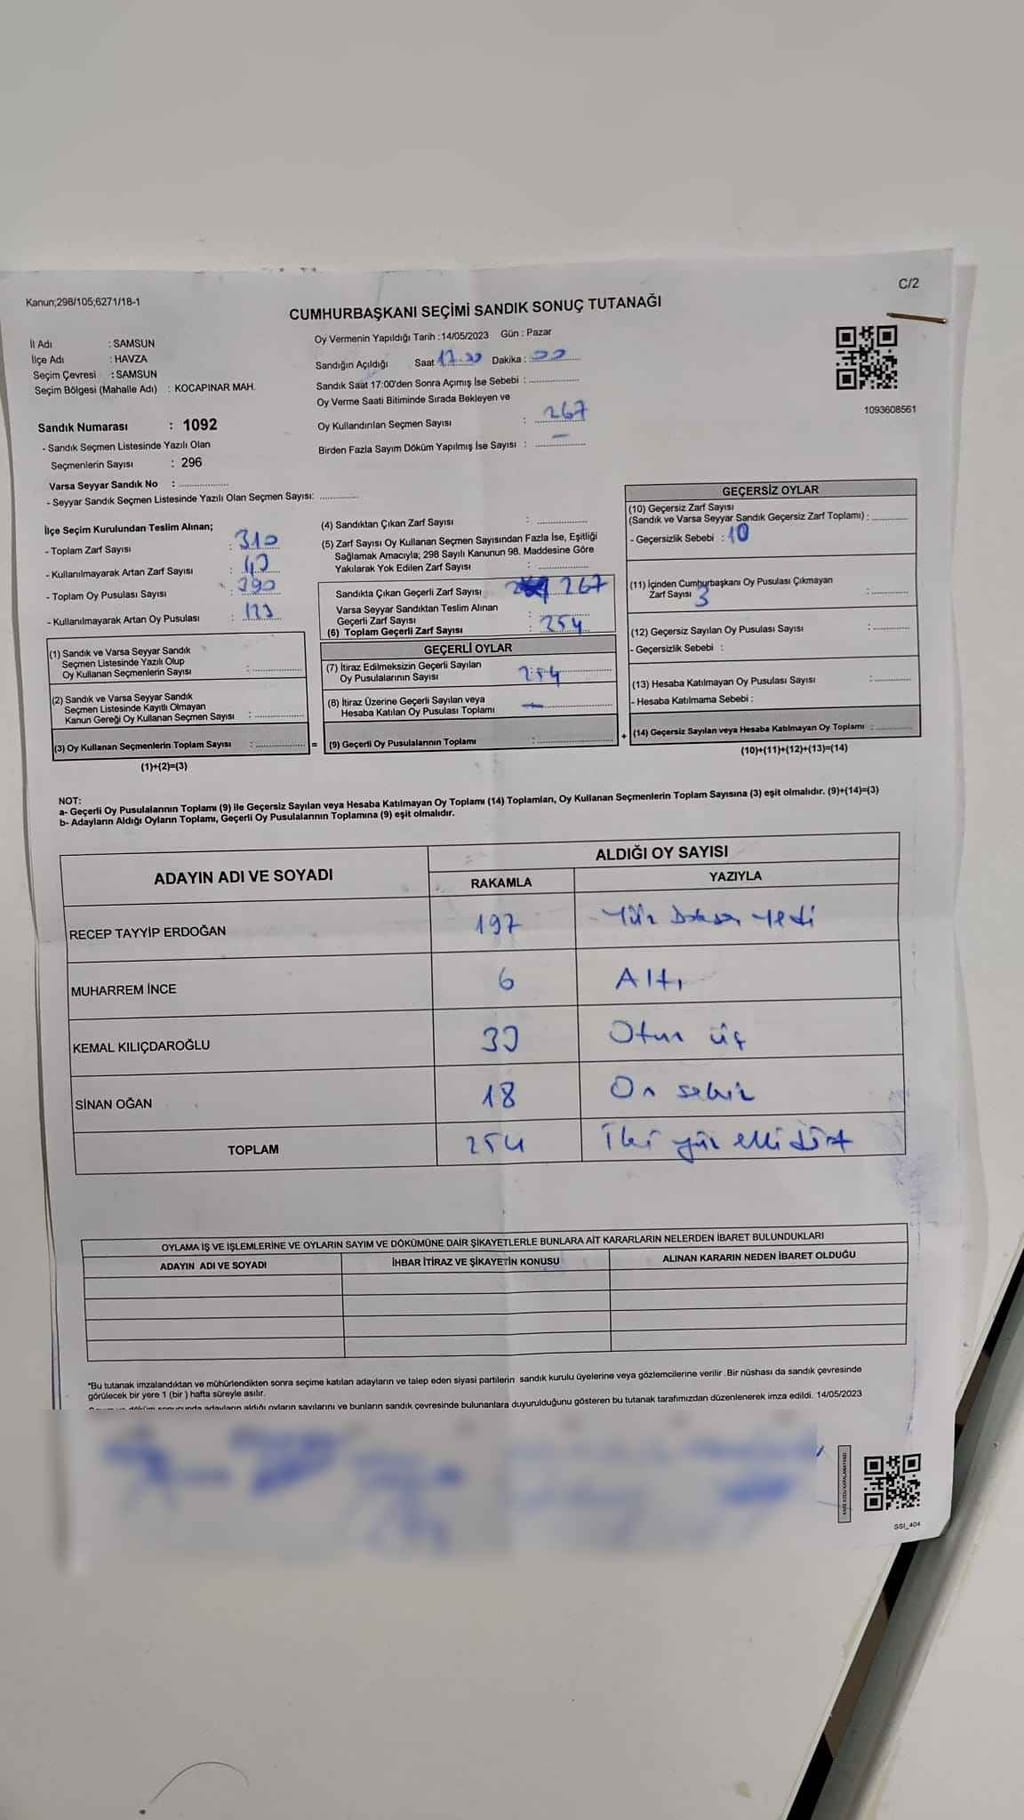 Kanun;298/105;6271/18-1
C/2
CUMHURBAŞKANI SEÇİMİ SANDIK SONUÇ TUTANAĞI
İl Adı : SAMSUN
İlçe Adı : HAVZA
Seçim Çevresi : SAMSUN
Seçim Bölgesi (Mahalle Adı) : KOCAPINAR MAH.
Sandık Numarası : 1092
- Sandık Seçmen Listesinde Yazılı Olan
Seçmenlerin Sayısı : 296
Varsa Seyyar Sandık No :
- Seyyar Sandık Seçmen Listesinde Yazılı Olan Seçmen Sayısı:
Oy Vermenin Yapıldığı Tarih :14/05/2023 Gün : Pazar
Sandığın Açıldığı Saat 17.00 Dakika : 00
Sandık Saat 17:00'den Sonra Açımış İse Sebebi :
Oy Verme Saati Bitiminde Sırada Bekleyen ve
Oy Kullandırılan Seçmen Sayısı : 267
Birden Fazla Sayım Döküm Yapılmış İse Sayısı : —
1093608561
İlçe Seçim Kurulundan Teslim Alınan;
- Toplam Zarf Sayısı : 310
- Kullanılmayarak Artan Zarf Sayısı : 43
- Toplam Oy Pusulası Sayısı : 390
- Kullanılmayarak Artan Oy Pusulası : 123
(1) Sandık ve Varsa Seyyar Sandık
Seçmen Listesinde Yazılı Olup
Oy Kullanan Seçmenlerin Sayısı :
(2) Sandık ve Varsa Seyyar Sandık
Seçmen Listesinde Kayıtlı Olmayan
Kanun Gereği Oy Kullanan Seçmen Sayısı :
(3) Oy Kullanan Seçmenlerin Toplam Sayısı :
(1)+(2)=(3)
(4) Sandıktan Çıkan Zarf Sayısı :
(5) Zarf Sayısı Oy Kullanan Seçmen Sayısından Fazla İse, Eşitliği
Sağlamak Amacıyla; 298 Sayılı Kanunun 98. Maddesine Göre
Yakılarak Yok Edilen Zarf Sayısı :
Sandıkta Çıkan Geçerli Zarf Sayısı 267
Varsa Seyyar Sandıktan Teslim Alınan
Geçerli Zarf Sayısı
(6) Toplam Geçerli Zarf Sayısı : 254
GEÇERLİ OYLAR
(7) İtiraz Edilmeksizin Geçerli Sayılan
Oy Pusulalarının Sayısı : 254
(8) İtiraz Üzerine Geçerli Sayılan veya
Hesaba Katılan Oy Pusulası Toplamı : —
= (9) Geçerli Oy Pusulalarının Toplamı :
GEÇERSİZ OYLAR
(10) Geçersiz Zarf Sayısı
(Sandık ve Varsa Seyyar Sandık Geçersiz Zarf Toplamı) :
- Geçersizlik Sebebi : 10
(11) İçinden Cumhurbaşkanı Oy Pusulası Çıkmayan
Zarf Sayısı 3 :
(12) Geçersiz Sayılan Oy Pusulası Sayısı :
- Geçersizlik Sebebi :
(13) Hesaba Katılmayan Oy Pusulası Sayısı :
- Hesaba Katılmama Sebebi :
+ (14) Geçersiz Sayılan veya Hesaba Katılmayan Oy Toplamı :
(10)+(11)+(12)+(13)=(14)
NOT:
a- Geçerli Oy Pusulalarının Toplamı (9) ile Geçersiz Sayılan veya Hesaba Katılmayan Oy Toplamı (14) Toplamları, Oy Kullanan Seçmenlerin Toplam Sayısına (3) eşit olmalıdır. (9)+(14)=(3)
b- Adayların Aldığı Oyların Toplamı, Geçerli Oy Pusulalarının Toplamına (9) eşit olmalıdır.
ADAYIN ADI VE SOYADI
ALDIĞI OY SAYISI
RAKAMLA YAZIYLA
RECEP TAYYİP ERDOĞAN 197 Yüz Doksan Yedi
MUHARREM İNCE 6 Altı
KEMAL KILIÇDAROĞLU 33 Otuz üç
SİNAN OĞAN 18 On sekiz
TOPLAM 254 İki yüz elli dört
OYLAMA İŞ VE İŞLEMLERİNE VE OYLARIN SAYIM VE DÖKÜMÜNE DAİR ŞİKAYETLERLE BUNLARA AİT KARARLARIN NELERDEN İBARET BULUNDUKLARI
ADAYIN ADI VE SOYADI İHBAR İTİRAZ VE ŞİKAYETİN KONUSU ALINAN KARARIN NEDEN İBARET OLDUĞU
*Bu tutanak imzalandıktan ve mühürlendikten sonra seçime katılan adayların ve talep eden siyasi partilerin sandık kurulu üyelerine veya gözlemcilerine verilir. Bir nüshası da sandık çevresinde
görülecek bir yere 1 (bir ) hafta süreyle asılır.
adayların aldığı oyların sayılarını ve bunların sandık çevresinde bulunanlara duyurulduğunu gösteren bu tutanak tarafımızdan düzenlenerek imza edildi. 14/05/2023
SSI_404